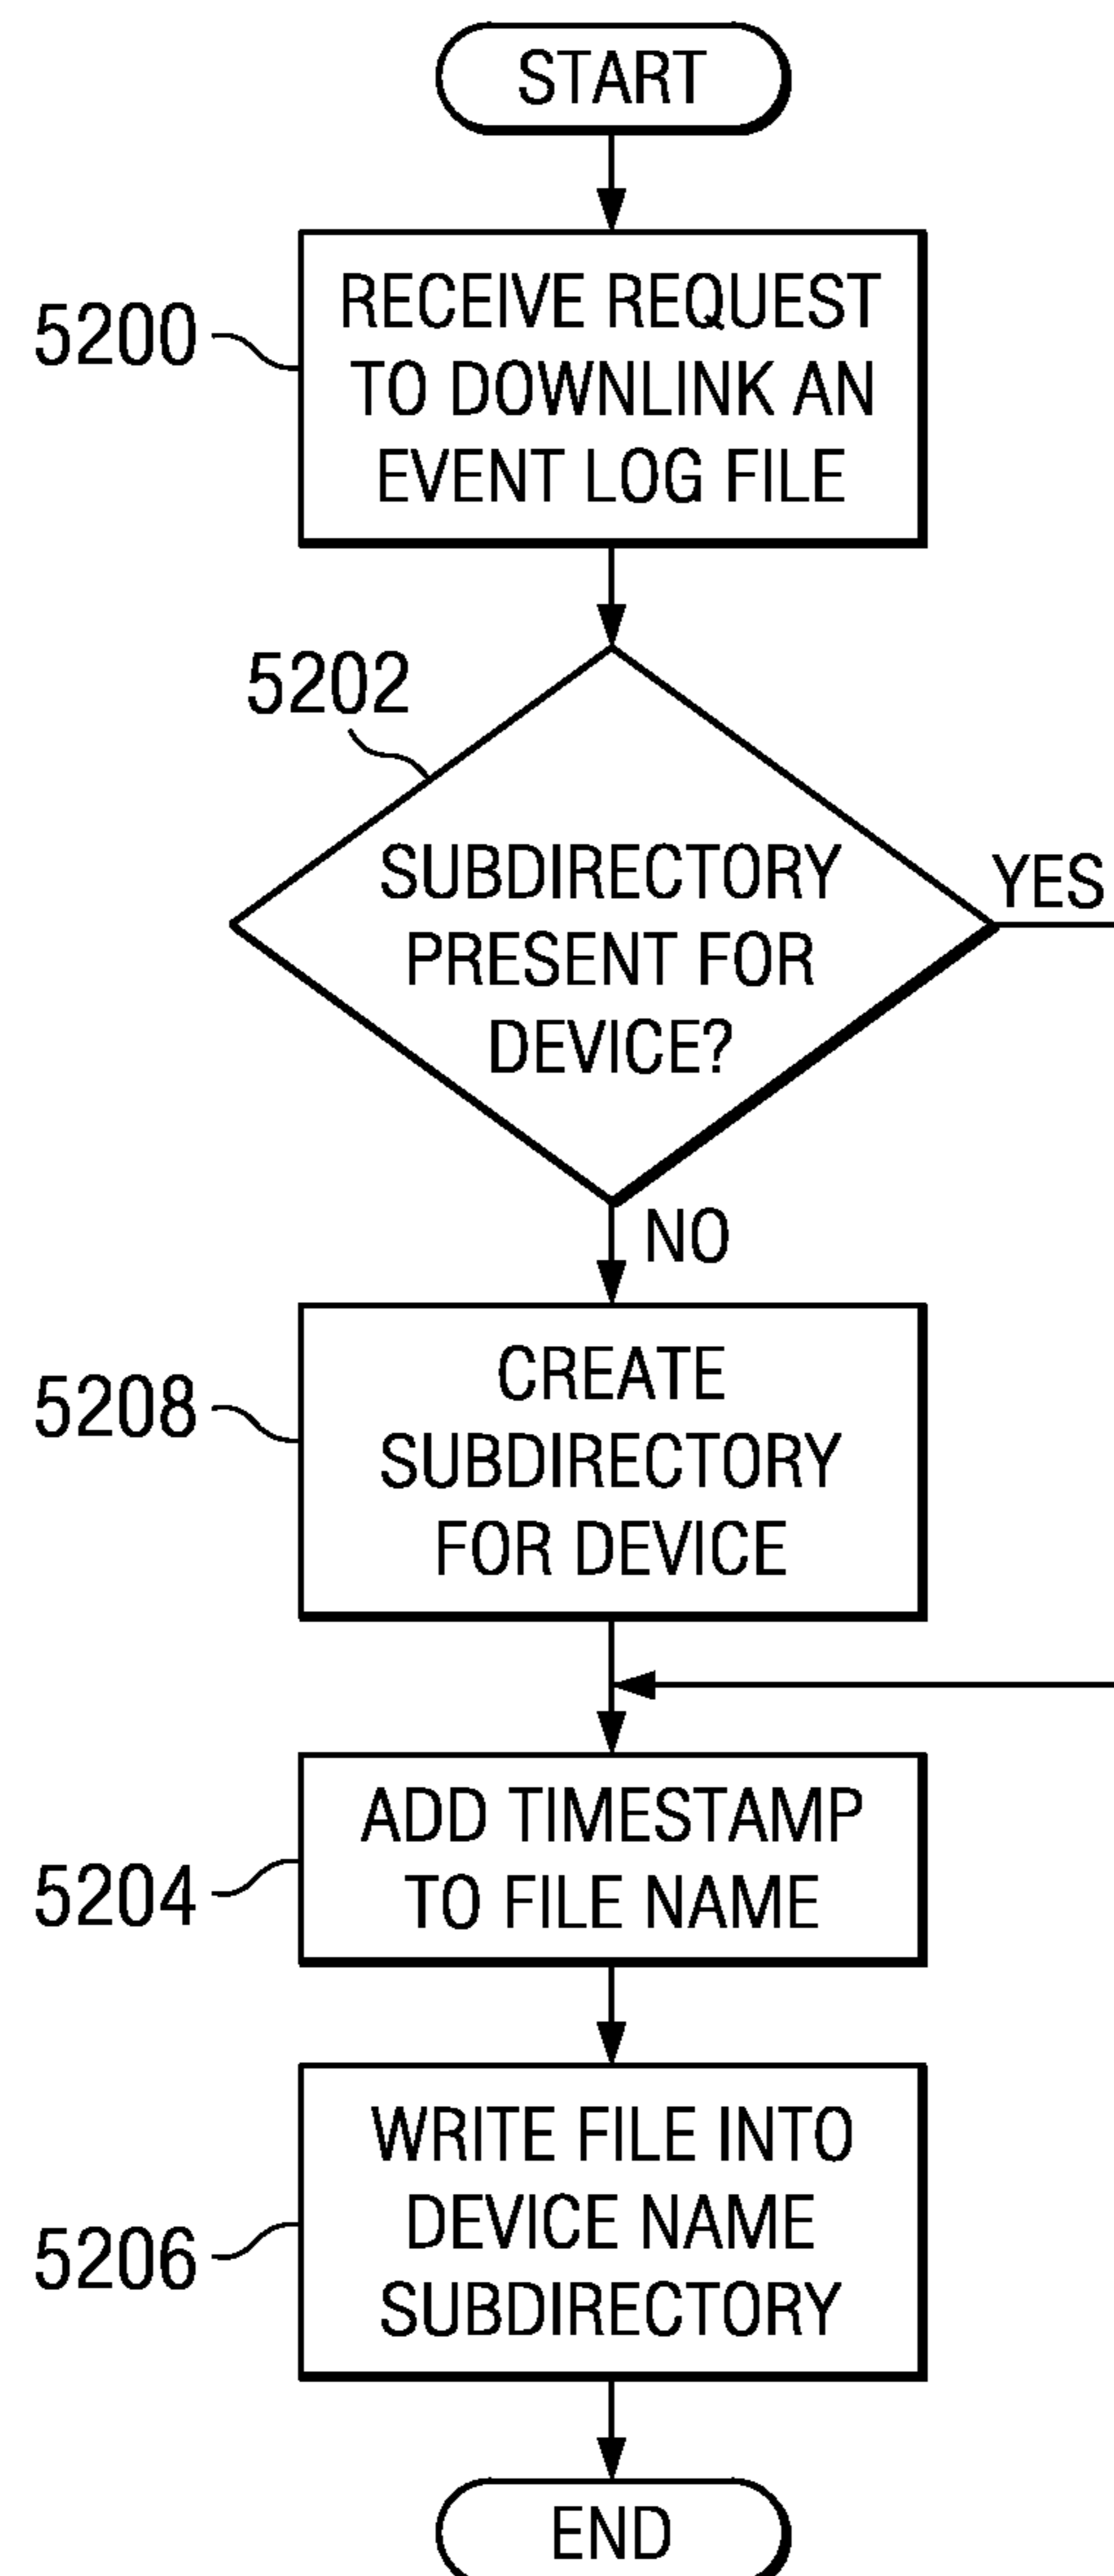 START
5200
RECEIVE REQUEST
TO DOWNLINK AN
EVENT LOG FILE
5202
SUBDIRECTORY
PRESENT FOR
DEVICE?
YES
NO
5208
CREATE
SUBDIRECTORY
FOR DEVICE
5204
ADD TIMESTAMP
TO FILE NAME
5206
WRITE FILE INTO
DEVICE NAME
SUBDIRECTORY
END